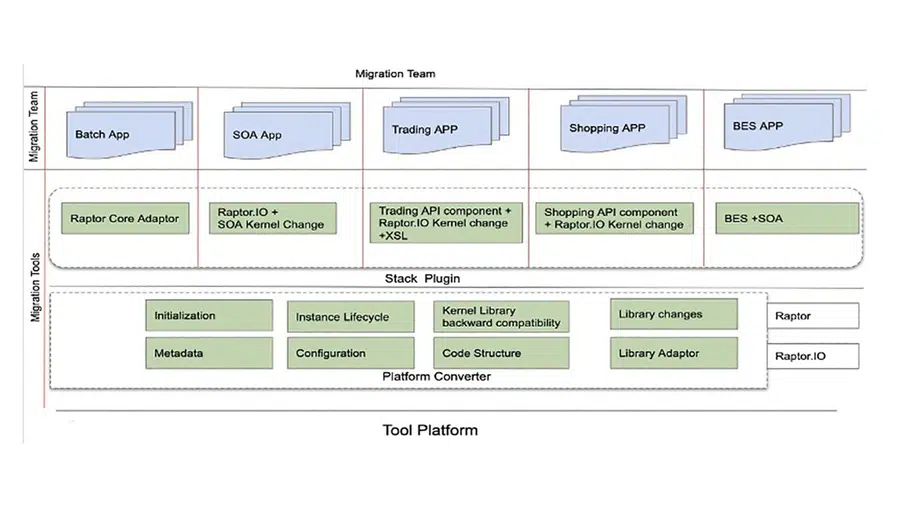 Migration Team
Migration Team
Batch App
SOA App
Trading APP
Shopping APP
BES APP
Migration Tools
Raptor Core Adaptor
Raptor.IO +
SOA Kernel Change
Trading API component +
Raptor.IO Kernel change
+XSL
Shopping API component
+ Raptor.IO Kernel change
BES +SOA
Stack Plugin
Initialization
Instance Lifecycle
Kernel Library
backward compatibility
Library changes
Raptor
Metadata
Configuration
Code Structure
Library Adaptor
Raptor.IO
Platform Converter
Tool Platform